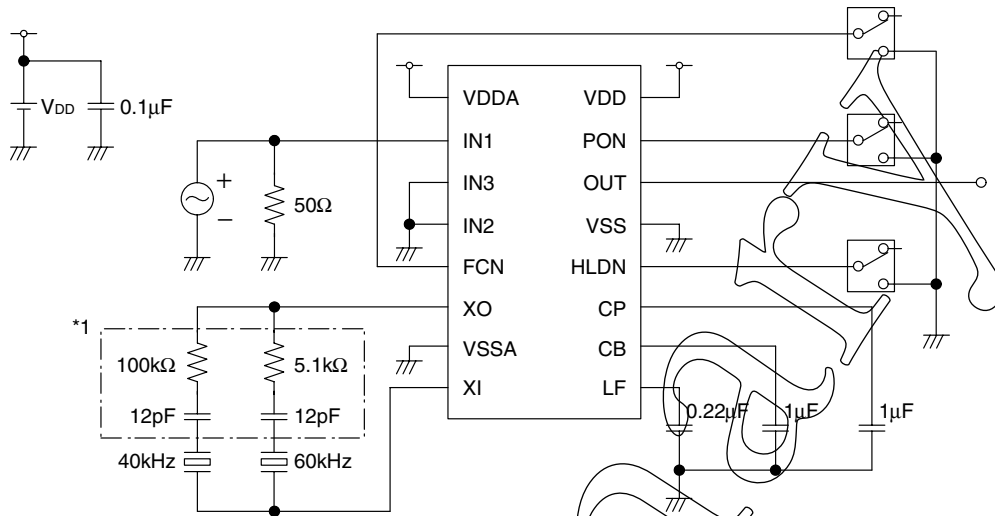 VDD
0.1µF
50Ω
VDDA
IN1
IN3
IN2
FCN
XO
VSSA
XI
VDD
PON
OUT
VSS
HLDN
CP
CB
LF
*1
100kΩ
5.1kΩ
12pF
12pF
40kHz
60kHz
0.22µF
1µF
1µF